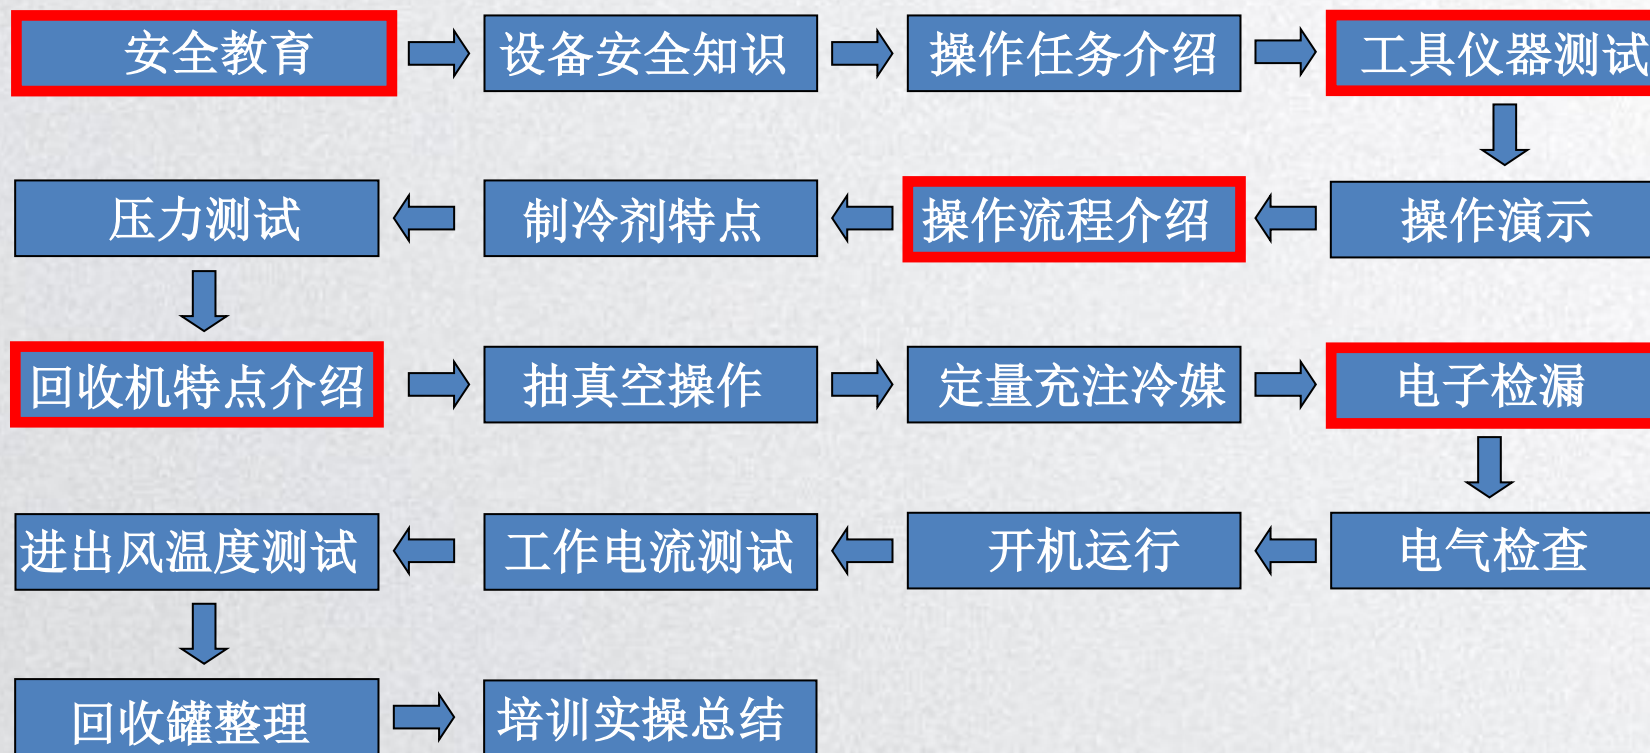 安全教育
设备安全知识
操作任务介绍
工具仪器测试
操作演示
操作流程介绍
制冷剂特点
压力测试
回收机特点介绍
抽真空操作
定量充注冷媒
电子检漏
电气检查
开机运行
工作电流测试
进出风温度测试
回收罐整理
培训实操总结